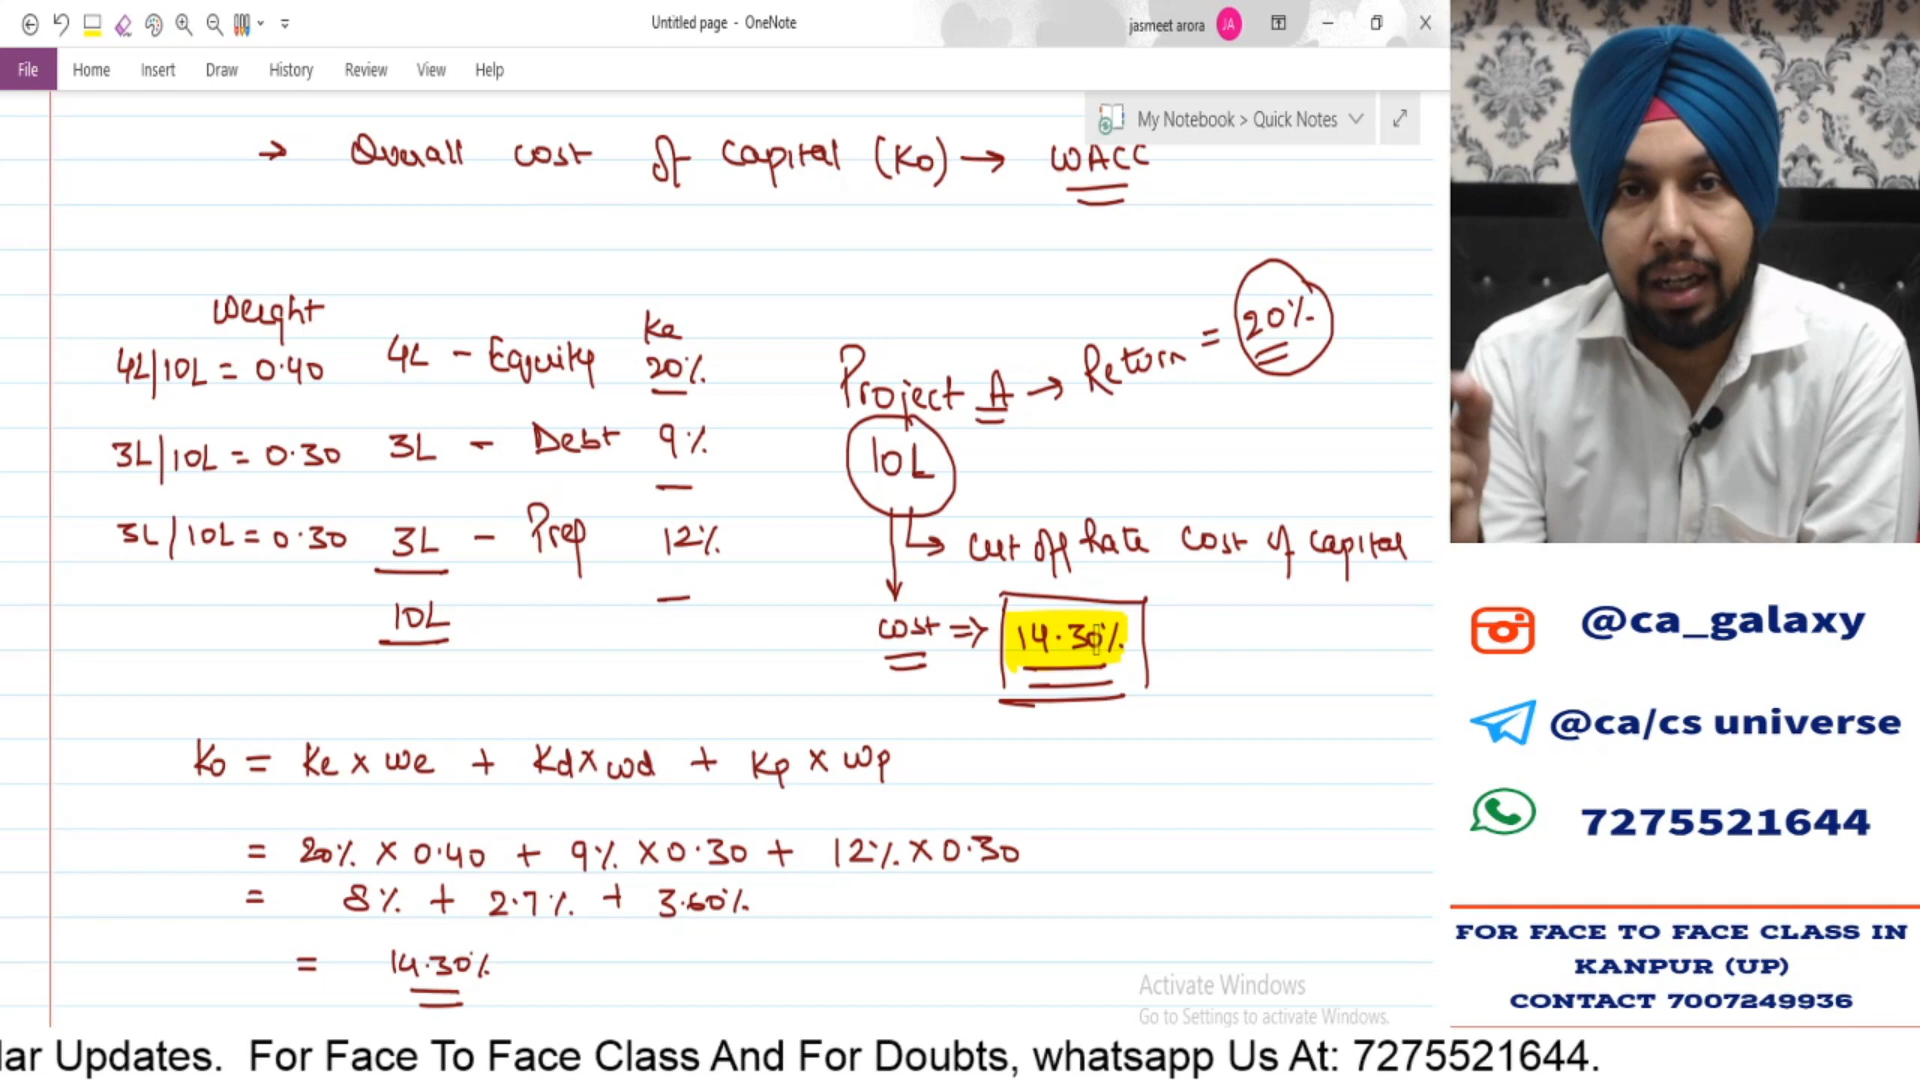 Untitled page - OneNote
jasmeet arora JA
File Home Insert Draw History Review View Help
My Notebook > Quick Notes
→ Overall cost of capital (Ko) → WACC
Weight
Ke
4L/10L = 0.40 4L - Equity 20%
3L/10L = 0.30 3L - Debt 9%
3L/10L = 0.30 3L - Pref 12%
10L
Project A → Return = 20%
10L
cut off Rate cost of capital
cost ⇒ 14.30%
Ko = Ke x we + Kd x wd + Kp x wp
= 20% x 0.40 + 9% x 0.30 + 12% x 0.30
= 8% + 2.7% + 3.60%
= 14.30%
Activate Windows
Go to Settings to activate Windows.
@ca_galaxy
@ca/cs universe
7275521644
FOR FACE TO FACE CLASS IN
KANPUR (UP)
CONTACT 7007249936
lar Updates. For Face To Face Class And For Doubts, whatsapp Us At: 7275521644.